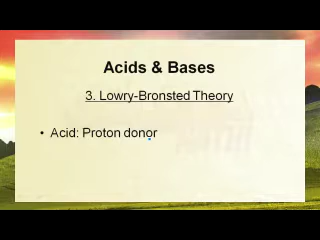 Acids & Bases
3. Lowry-Bronsted Theory
• Acid: Proton donor